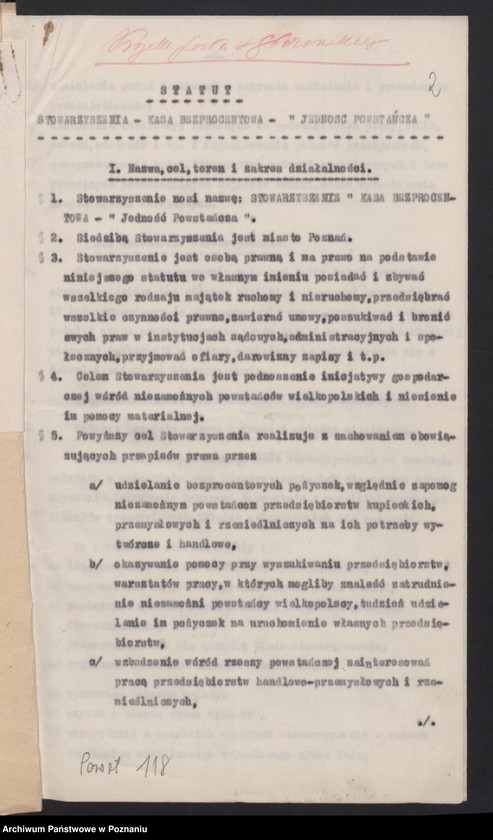 2
S T A T U T
STOWARZYSZENIA - KASA BEZPROCENTOWA - " JEDNOŚĆ POWSTAŃCZA "
I. Nazwa,cel,teren i zakres działalności.
§ 1. Stowarzyszenie nosi nazwę: STOWARZYSZENIE " KASA BEZPROCEN-
TOWA - " Jedność Powstańcza ".
§ 2. Siedzibą Stowarzyszenia jest miasto Poznań.
§ 3. Stowarzyszenie jest osobą prawną i ma prawo na podstawie
niniejszego statutu we własnym imieniu posiadać i zbywać
wszelkiego rodzaju majątek ruchomy i nieruchomy,przedsiębrać
wszelkie czynności prawne,zawierać umowy,poszukiwać i bronić
swych praw w instytucjach sądowych,administracyjnych i spo-
łecznych,przyjmować ofiary,darowizny zapisy i t.p.
§ 4. Celem Stowarzyszenia jest podnoszenie inicjatywy gospodar-
czej wśród niezamożnych powstańców wielkopolskich i niesienie
im pomocy materialnej.
§ 5. Powyższy cel Stowarzyszenia realizuje z zachowaniem obowią-
zujących przepisów prawa przez
a/ udzielanie bezprocentowych pożyczek,względnie zapomóg
niezamożnym powstańcom przedsiębiorstw kupieckich,
przemysłowych i rzemieślniczych na ich potrzeby wy-
twórcze i handlowe,
b/ okazywanie pomocy przy wyszukiwaniu przedsiębiorstw,
warsztatów pracy,w których mogliby znaleść zatrudnie-
nie niezamożni powstańcy wielkopolscy,tudzież udzie-
lanie im pożyczek na uruchomienie własnych przedsię-
biorstw,
c/ wzbudzenie wśród rzeszy powstańczej zainteresowań
pracą przedsiębiorstw handlowo-przemysłowych i rze-
mieślniczych,
./.
Powst 118
Archiwum Państwowe w Poznaniu